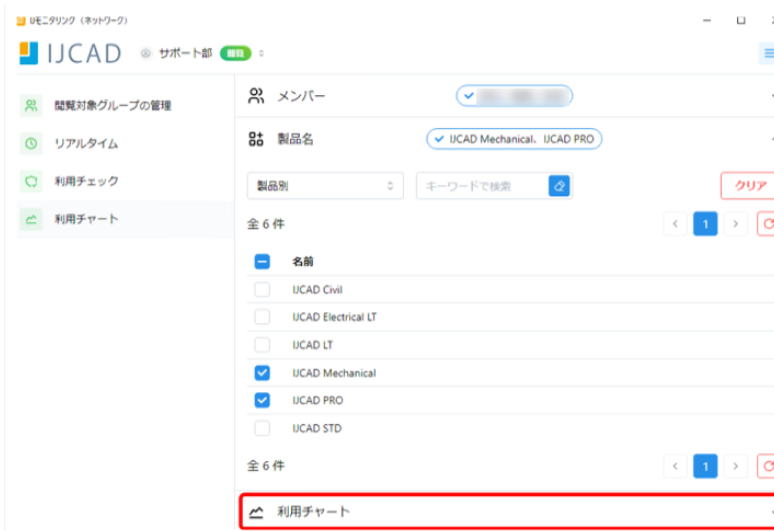 IJモニタリング（ネットワーク）
IJCAD サポート部 閲覧
閲覧対象グループの管理
リアルタイム
利用チェック
利用チャート
メンバー
製品名 IJCAD Mechanical、IJCAD PRO
製品別 キーワードで検索 クリア
全 6 件 1
名前
IJCAD Civil
IJCAD Electrical LT
IJCAD LT
IJCAD Mechanical
IJCAD PRO
IJCAD STD
全 6 件 1
利用チャート